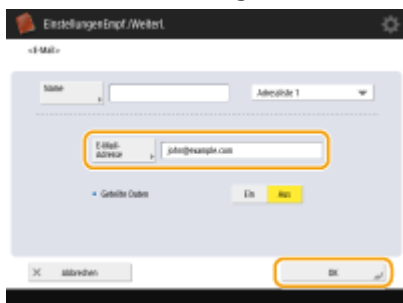 Einstellungen Empf./Weiterl.
<E-Mail>
Name
Adressliste 1
E-Mail-
Adresse
john@example.com
Geteilte Daten
Ein
Aus
Abbrechen
OK